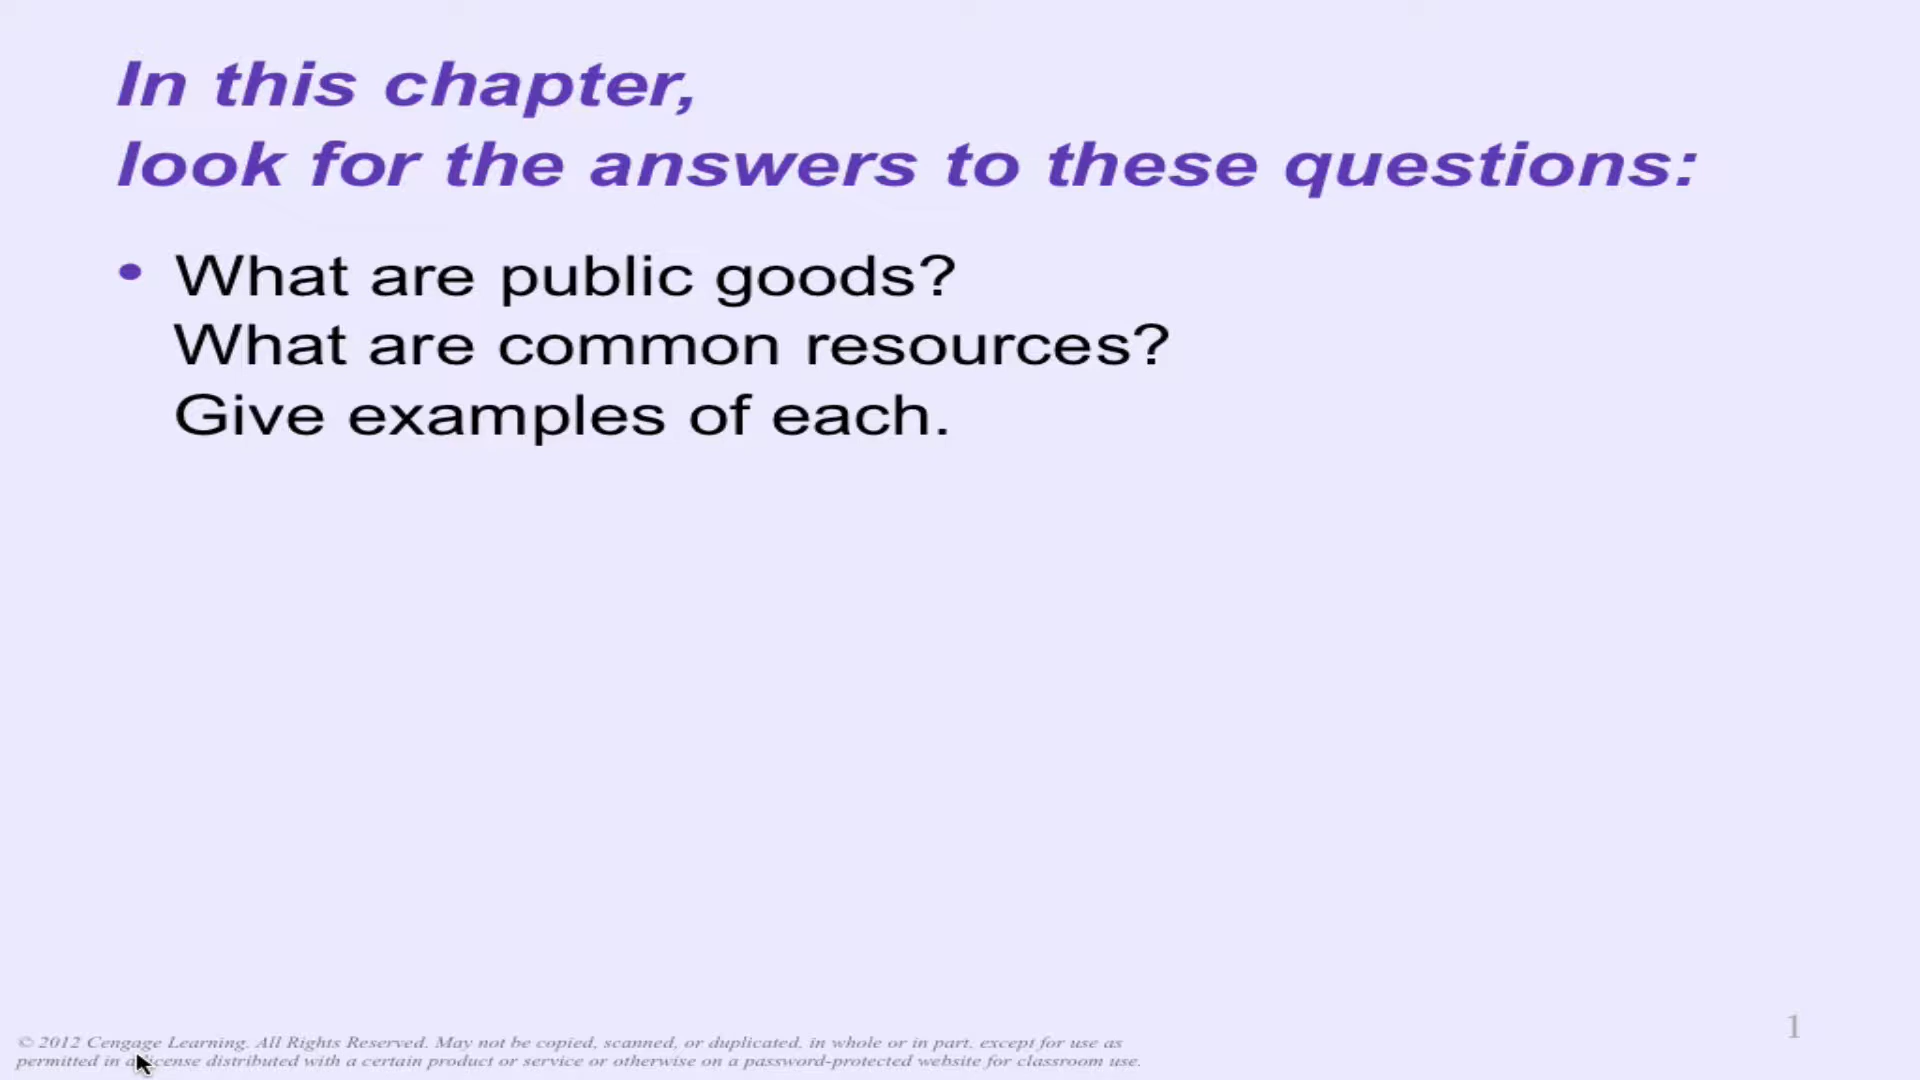 In this chapter,
look for the answers to these questions:
• What are public goods?
What are common resources?
Give examples of each.
© 2012 Cengage Learning. All Rights Reserved. May not be copied, scanned, or duplicated, in whole or in part, except for use as
permitted in a license distributed with a certain product or service or otherwise on a password-protected website for classroom use.
1